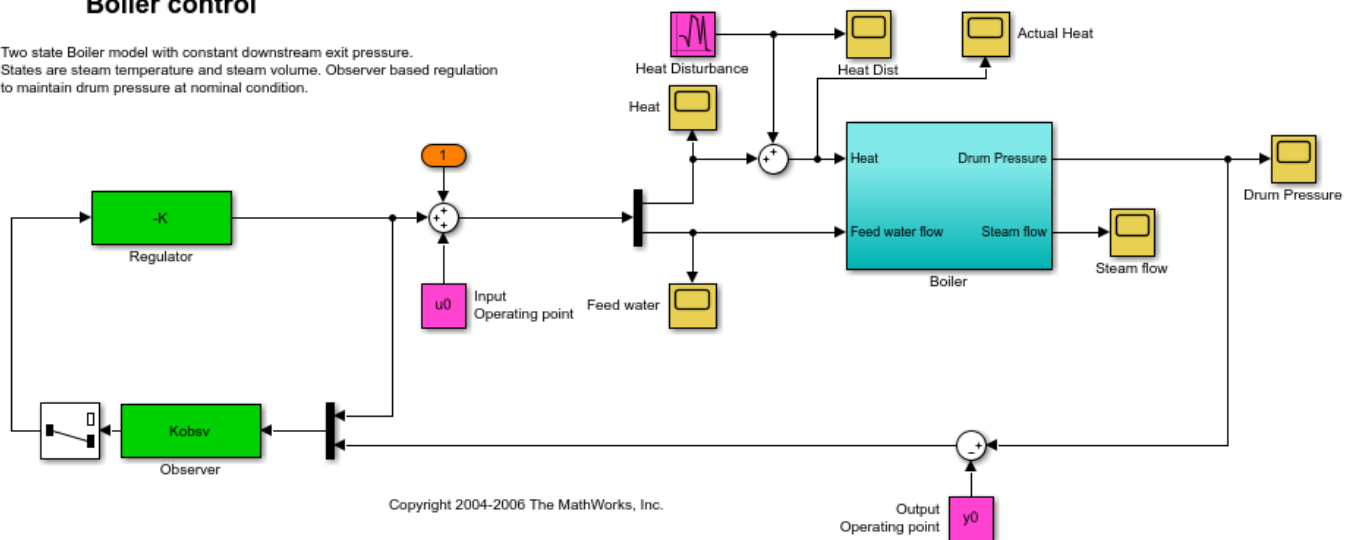 Boiler control
Two state Boiler model with constant downstream exit pressure.
States are steam temperature and steam volume. Observer based regulation
to maintain drum pressure at nominal condition.
Heat Disturbance
Heat Dist
Actual Heat
Heat
1
-K
Regulator
u0
Input
Operating point
Feed water
Heat
Drum Pressure
Feed water flow
Steam flow
Boiler
Drum Pressure
Steam flow
Kobsv
Observer
Copyright 2004-2006 The MathWorks, Inc.
Output
Operating point
y0